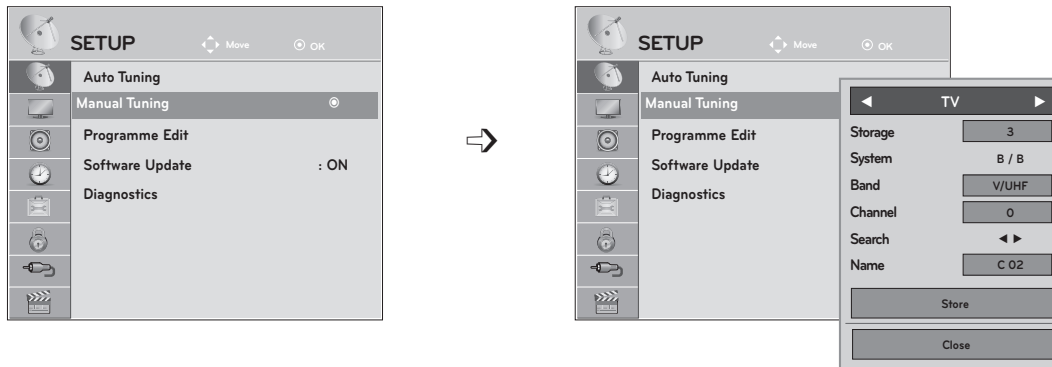 SETUP Move OK
Auto Tuning
Manual Tuning
Programme Edit
Software Update : ON
Diagnostics
SETUP Move OK
Auto Tuning
Manual Tuning
Programme Edit
Software Update
Diagnostics
◀ TV ▶
Storage 3
System B / B
Band V/UHF
Channel 0
Search ◀ ▶
Name C 02
Store
Close